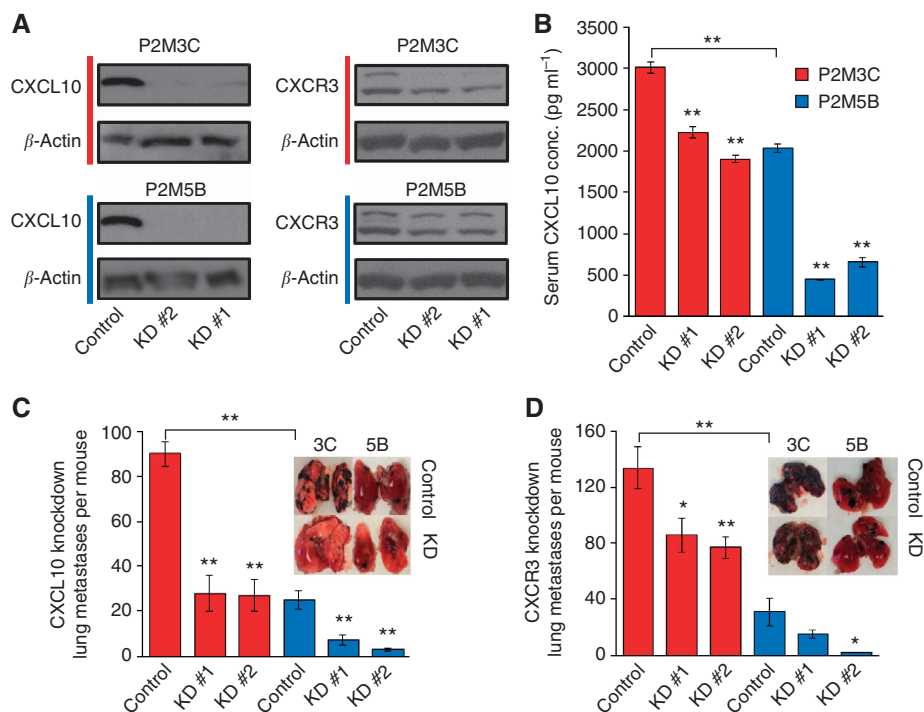 A
P2M3C
CXCL10
β-Actin
P2M5B
CXCL10
β-Actin
Control
KD #2
KD #1
P2M3C
CXCR3
β-Actin
P2M5B
CXCR3
β-Actin
Control
KD #2
KD #1
B
Serum CXCL10 conc. (pg ml⁻¹)
3500
3000
2500
2000
1500
1000
500
0
**
P2M3C
P2M5B
**
**
**
**
Control
KD #1
KD #2
Control
KD #1
KD #2
C
CXCL10 knockdown
lung metastases per mouse
100
80
60
40
20
0
**
3C
5B
Control
KD
**
**
**
**
Control
KD #1
KD #2
Control
KD #1
KD #2
D
CXCR3 knockdown
lung metastases per mouse
160
120
80
40
0
**
3C
5B
Control
KD
*
**
*
Control
KD #1
KD #2
Control
KD #1
KD #2